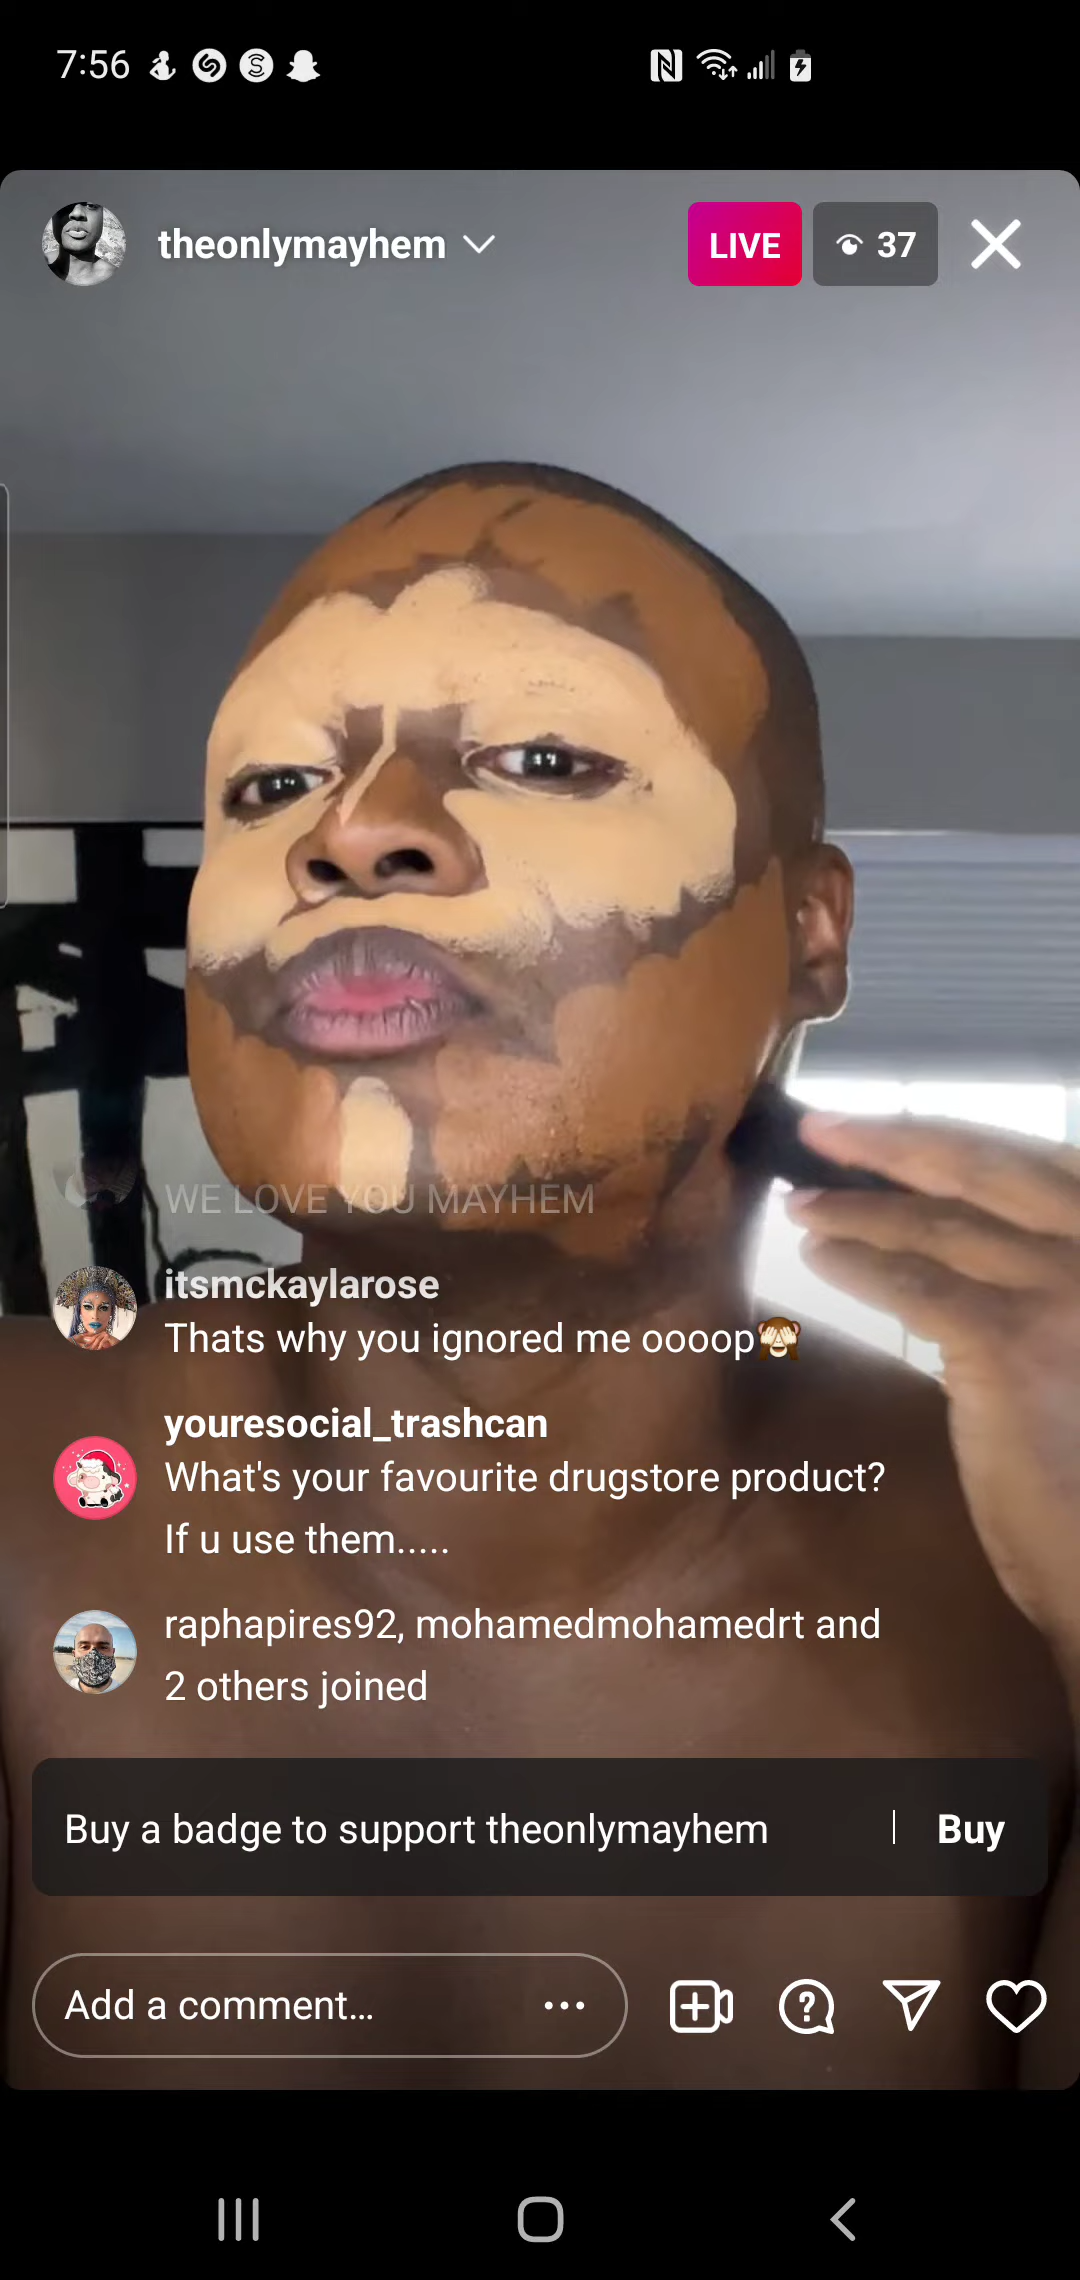 7:56
theonlymayhem
LIVE
37
WE LOVE YOU MAYHEM
itsmckaylarose
Thats why you ignored me oooop🙈
youresocial_trashcan
What's your favourite drugstore product?
If u use them.....
raphapires92, mohamedmohamedrt and
2 others joined
Buy a badge to support theonlymayhem | Buy
Add a comment...